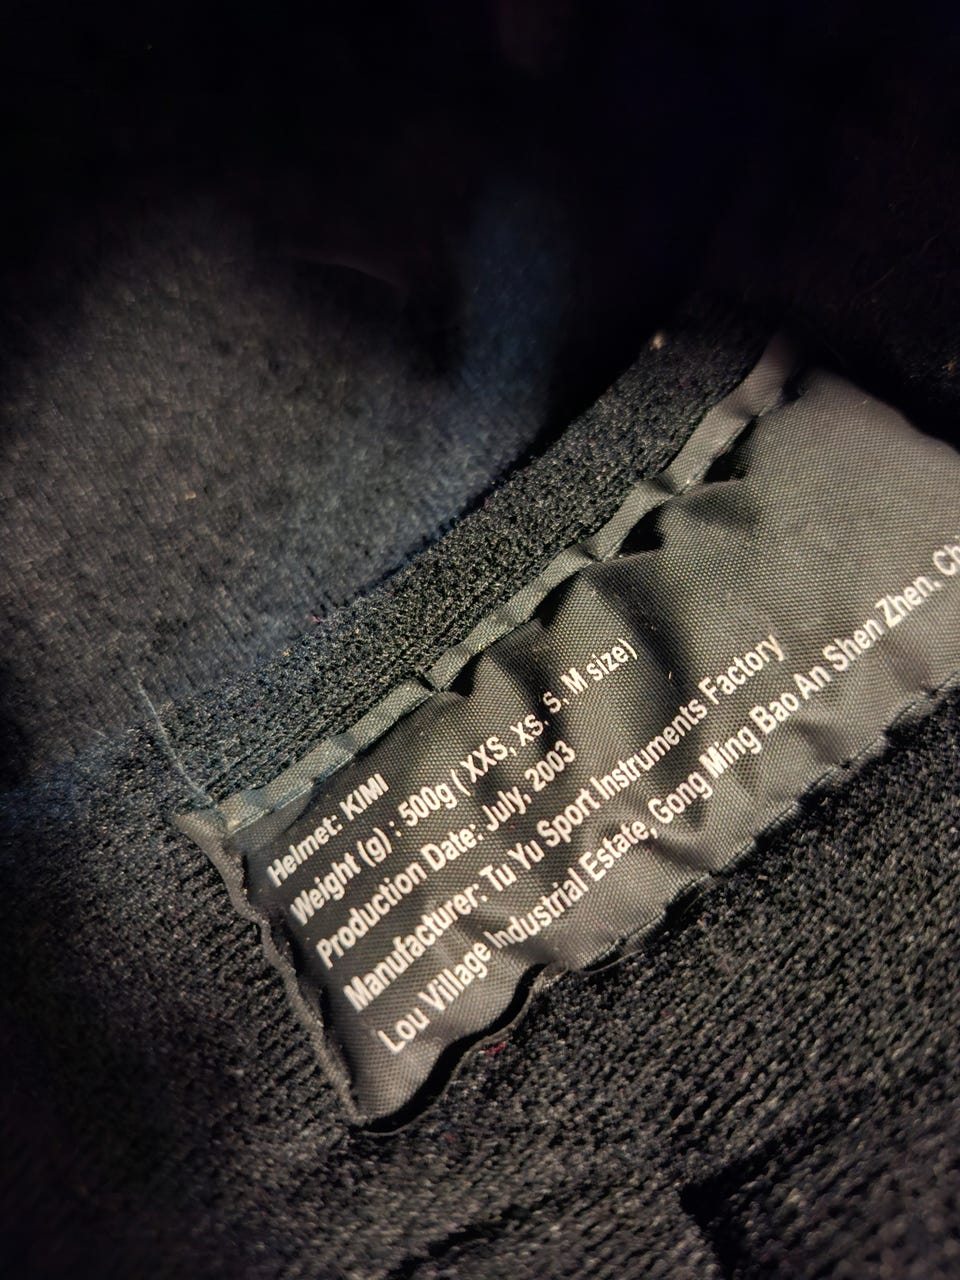 Helmet: KIMI
Weight (g) : 500g ( XXS, XS, S, M size)
Production Date: July, 2003
Manufacturer: Tu Yu Sport Instruments Factory
Lou Village Industrial Estate, Gong Ming Bao An Shen Zhen.